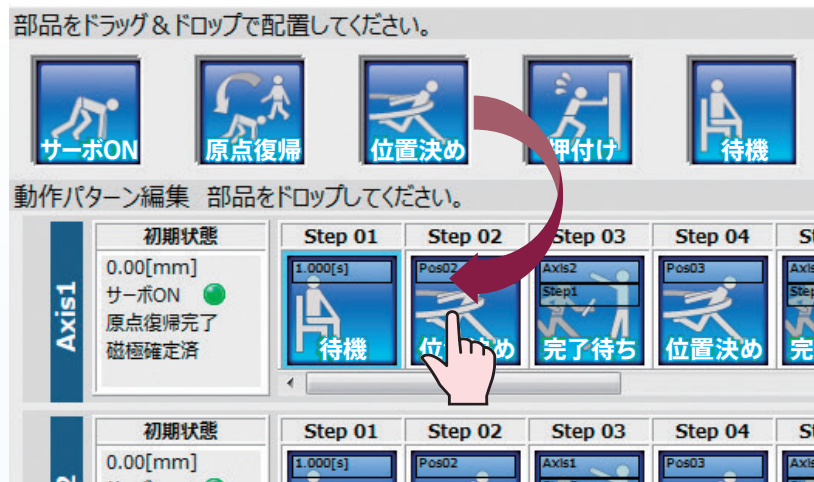 部品をドラッグ＆ドロップで配置してください。
サーボON 原点復帰 位置決め 押付け 待機
動作パターン編集 部品をドロップしてください。
Axis1
初期状態 Step 01 Step 02 Step 03 Step 04
0.00[mm]
サーボON
原点復帰完了
磁極確定済
1.000[s] Pos02 Axis2 Pos03
Step1
待機 位置決め 完了待ち 位置決め
初期状態 Step 01 Step 02 Step 03 Step 04
0.00[mm] 1.000[s] Pos02 Axis1 Pos03